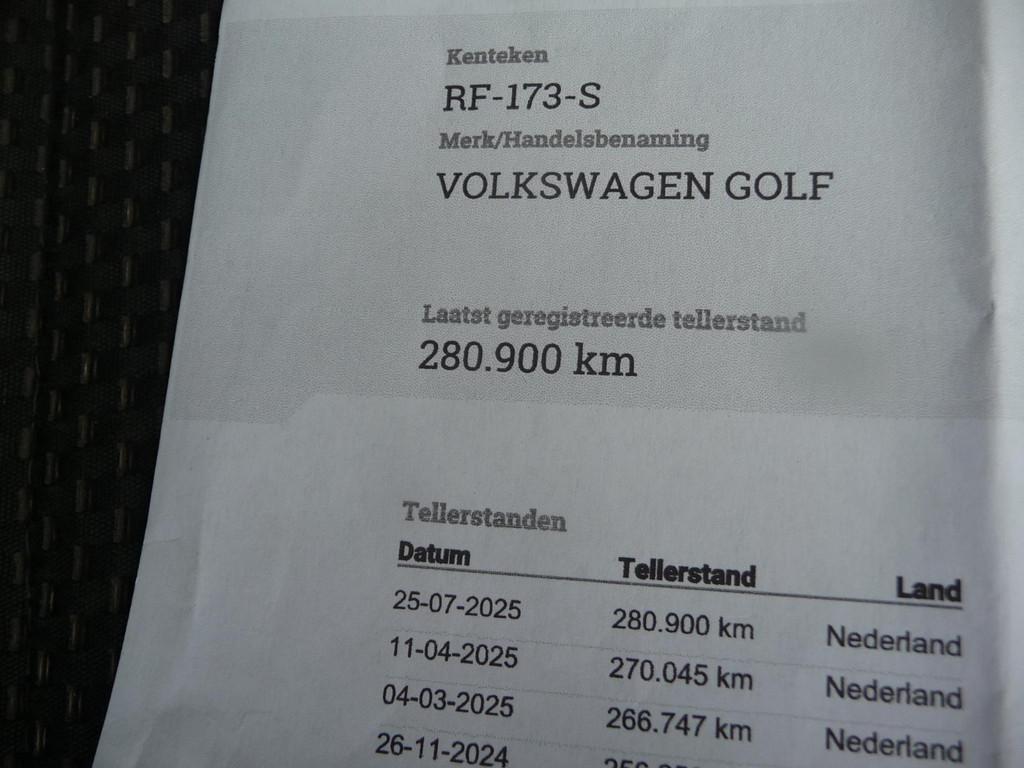 Kenteken
RF-173-S
Merk/Handelsbenaming
VOLKSWAGEN GOLF
Laatst geregistreerde tellerstand
280.900 km
Tellerstanden
Datum Tellerstand Land
25-07-2025 280.900 km Nederland
11-04-2025 270.045 km Nederland
04-03-2025 266.747 km Nederland
26-11-2024